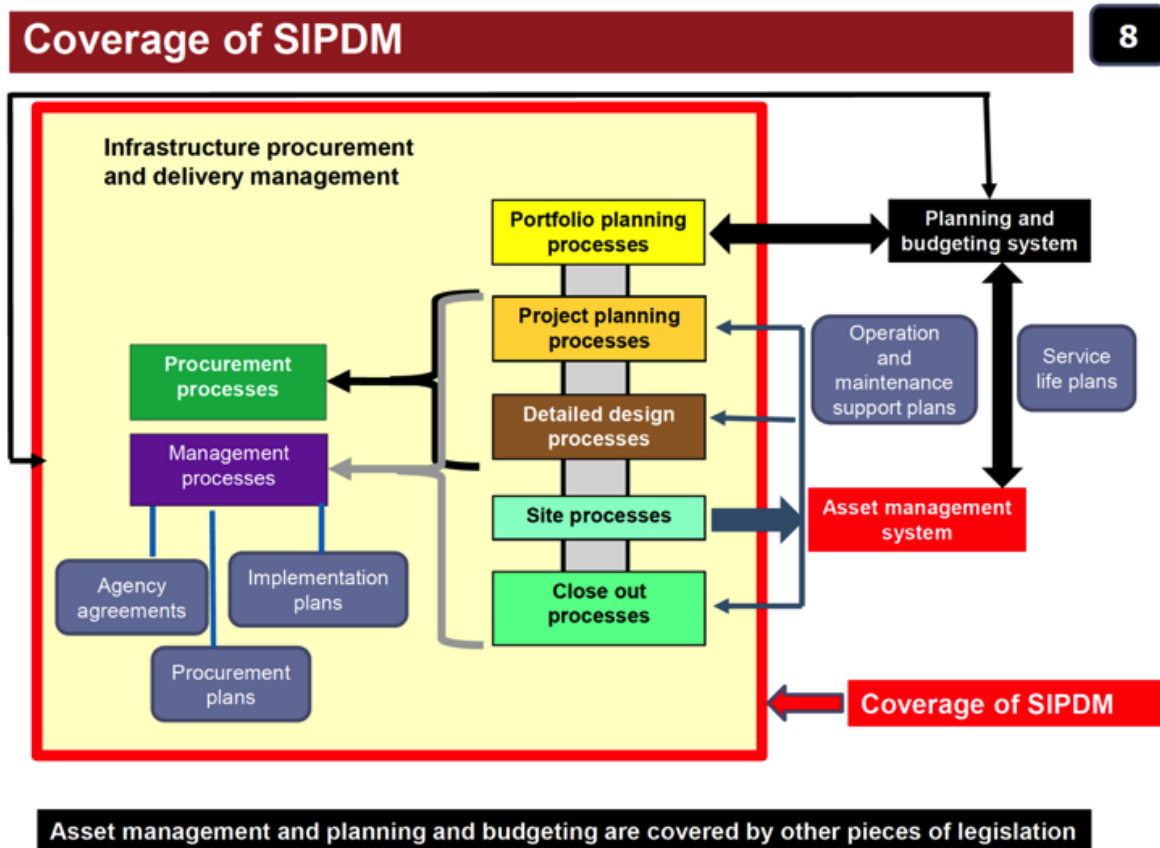 Coverage of SIPDM
8
Infrastructure procurement
and delivery management
Portfolio planning
processes
Planning and
budgeting system
Project planning
processes
Operation
and
maintenance
support plans
Service
life plans
Procurement
processes
Detailed design
processes
Management
processes
Site processes
Asset management
system
Agency
agreements
Implementation
plans
Close out
processes
Procurement
plans
Coverage of SIPDM
Asset management and planning and budgeting are covered by other pieces of legislation